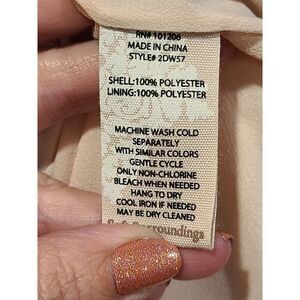 RN# 101206
MADE IN CHINA
STYLE# 2DW57
SHELL:100% POLYESTER
LINING:100% POLYESTER
MACHINE WASH COLD
SEPARATELY
WITH SIMILAR COLORS
GENTLE CYCLE
ONLY NON-CHLORINE
BLEACH WHEN NEEDED
HANG TO DRY
COOL IRON IF NEEDED
MAY BE DRY CLEANED
Soft Surroundings